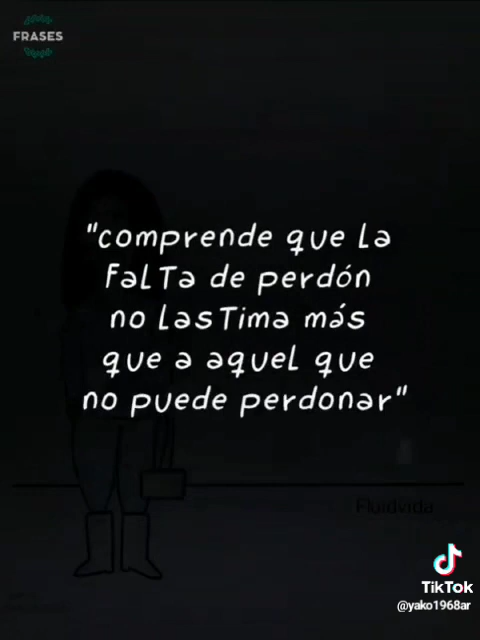 FRASES
"comprende que la
falta de perdón
no lastima más
que a aquel que
no puede perdonar"
Fluidvida
TikTok
@yako1968ar